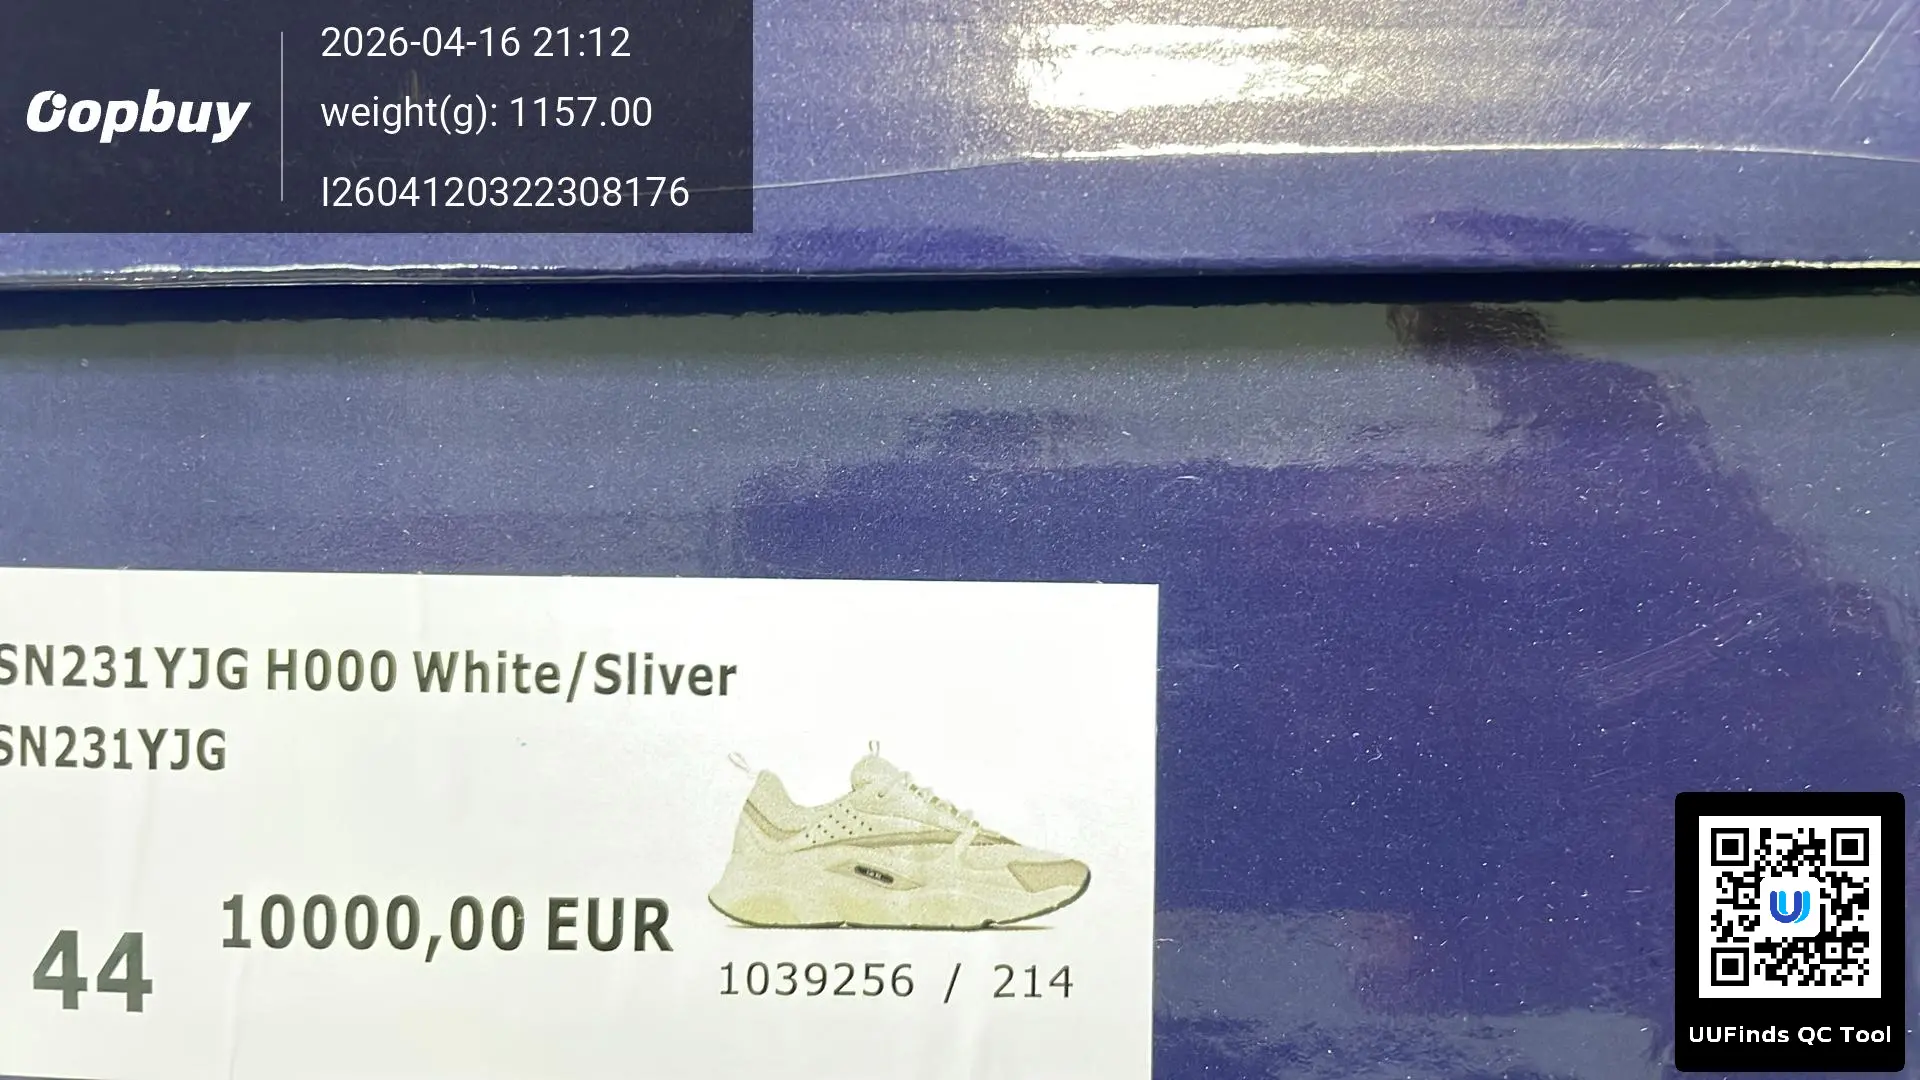 Oopbuy
2026-04-16 21:12
weight(g): 1157.00
I2604120322308176
SN231YJG H000 White/Sliver
SN231YJG
44
10000,00 EUR
1039256 / 214
UUFinds QC Tool